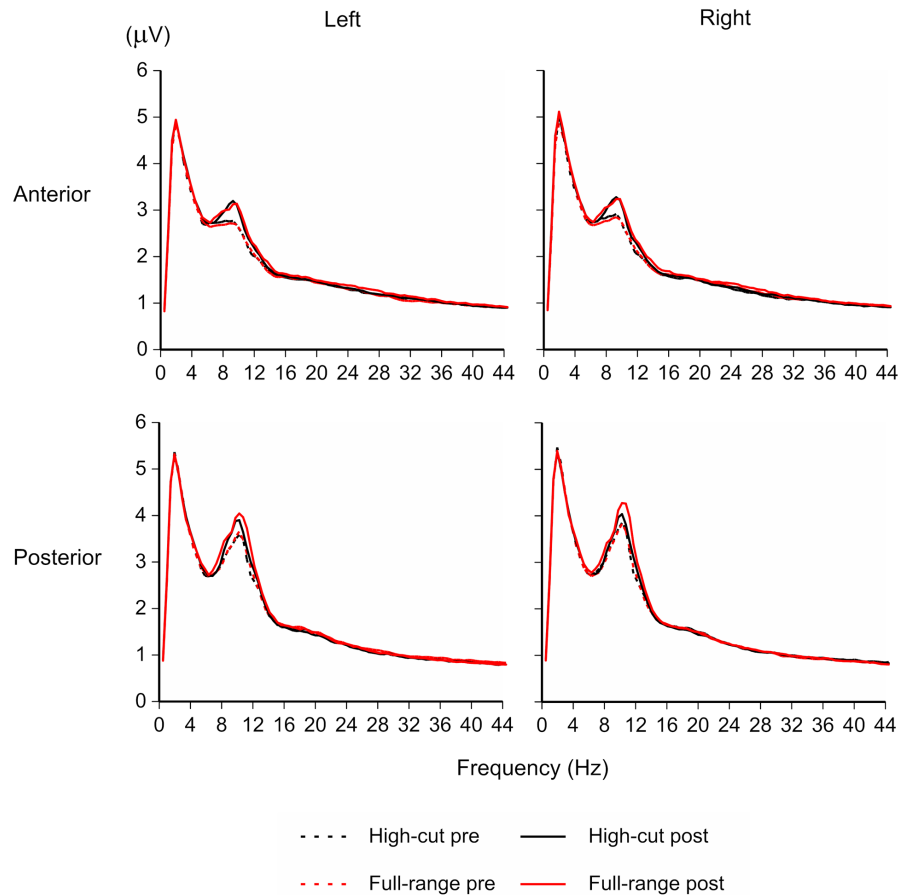 Left Right
(μV)
Anterior
6
5
4
3
2
1
0
0 4 8 12 16 20 24 28 32 36 40 44
0 4 8 12 16 20 24 28 32 36 40 44
Posterior
6
5
4
3
2
1
0
0 4 8 12 16 20 24 28 32 36 40 44
0 4 8 12 16 20 24 28 32 36 40 44
Frequency (Hz)
High-cut pre High-cut post
Full-range pre Full-range post